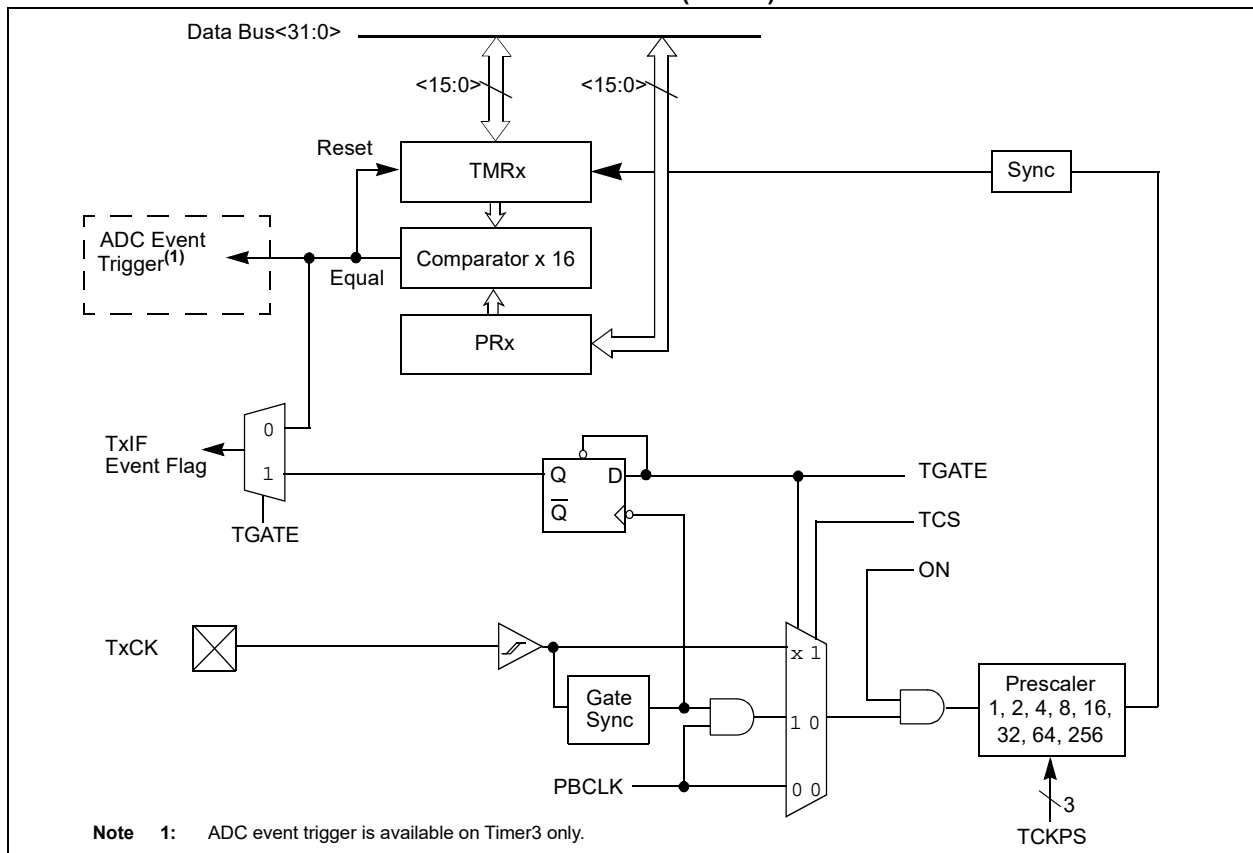 Data Bus<31:0>
<15:0>
<15:0>
Reset
TMRx
Sync
ADC Event
Trigger(1)
Equal
Comparator x 16
PRx
TxIF
Event Flag
0
1
TGATE
Q
D
Q
TGATE
TCS
ON
TxCK
x 1
Gate
Sync
1 0
Prescaler
1, 2, 4, 8, 16,
32, 64, 256
PBCLK
0 0
3
TCKPS
Note 1: ADC event trigger is available on Timer3 only.